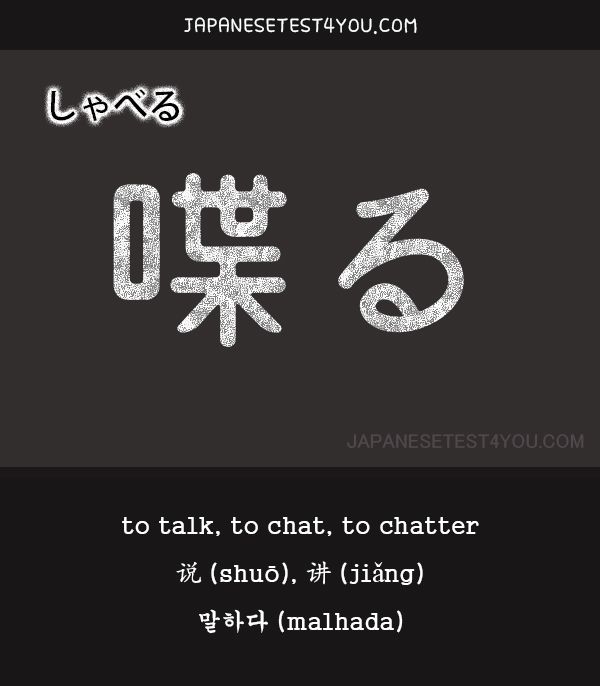 JAPANESETEST4YOU.COM
しゃべる
喋る
JAPANESETEST4YOU.COM
to talk, to chat, to chatter
说 (shuō), 讲 (jiǎng)
말하다 (malhada)